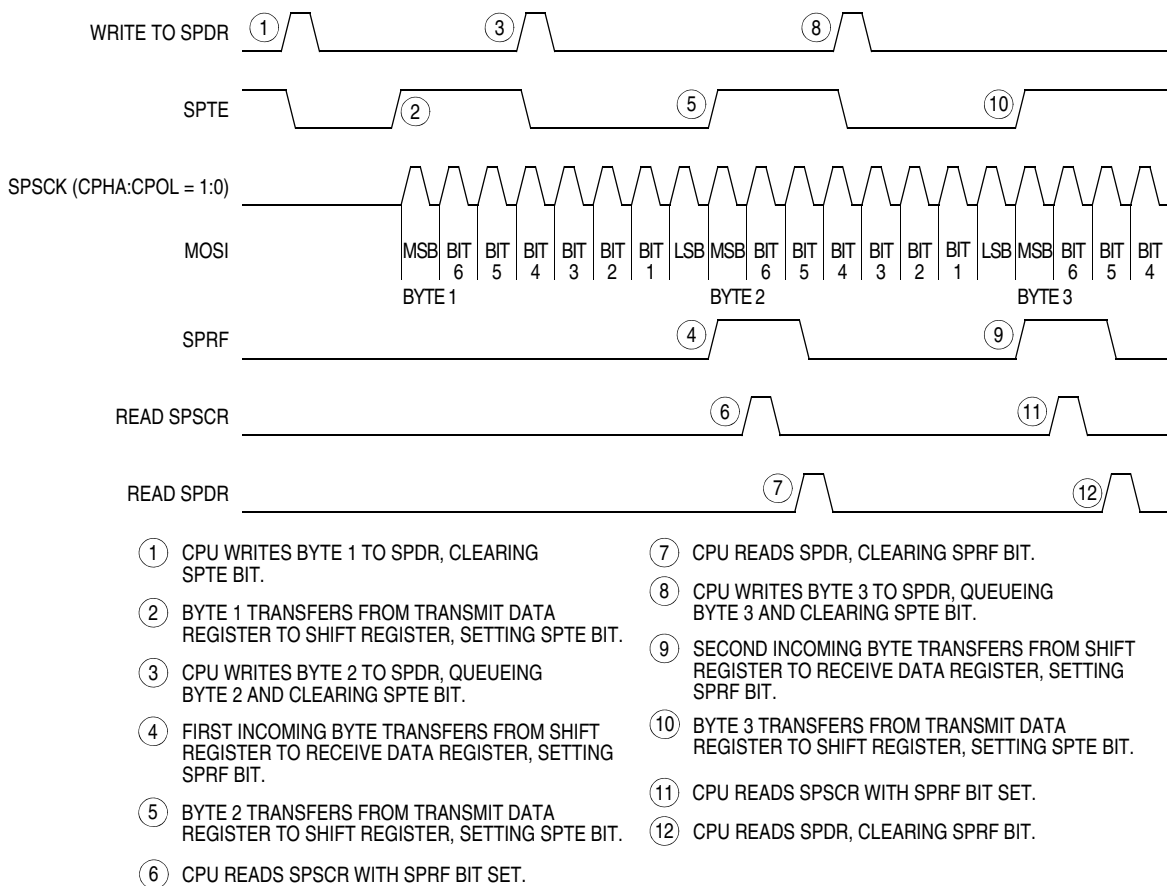 WRITE TO SPDR 1 3 8
SPTE 2 5 10
SPSCK (CPHA:CPOL = 1:0)
MOSI MSB BIT 6 BIT 5 BIT 4 BIT 3 BIT 2 BIT 1 LSB MSB BIT 6 BIT 5 BIT 4 BIT 3 BIT 2 BIT 1 LSB MSB BIT 6 BIT 5 BIT 4
BYTE 1 BYTE 2 BYTE 3
SPRF 4 9
READ SPSCR 6 11
READ SPDR 7 12
1 CPU WRITES BYTE 1 TO SPDR, CLEARING
SPTE BIT.
2 BYTE 1 TRANSFERS FROM TRANSMIT DATA
REGISTER TO SHIFT REGISTER, SETTING SPTE BIT.
3 CPU WRITES BYTE 2 TO SPDR, QUEUEING
BYTE 2 AND CLEARING SPTE BIT.
4 FIRST INCOMING BYTE TRANSFERS FROM SHIFT
REGISTER TO RECEIVE DATA REGISTER, SETTING
SPRF BIT.
5 BYTE 2 TRANSFERS FROM TRANSMIT DATA
REGISTER TO SHIFT REGISTER, SETTING SPTE BIT.
6 CPU READS SPSCR WITH SPRF BIT SET.
7 CPU READS SPDR, CLEARING SPRF BIT.
8 CPU WRITES BYTE 3 TO SPDR, QUEUEING
BYTE 3 AND CLEARING SPTE BIT.
9 SECOND INCOMING BYTE TRANSFERS FROM SHIFT
REGISTER TO RECEIVE DATA REGISTER, SETTING
SPRF BIT.
10 BYTE 3 TRANSFERS FROM TRANSMIT DATA
REGISTER TO SHIFT REGISTER, SETTING SPTE BIT.
11 CPU READS SPSCR WITH SPRF BIT SET.
12 CPU READS SPDR, CLEARING SPRF BIT.